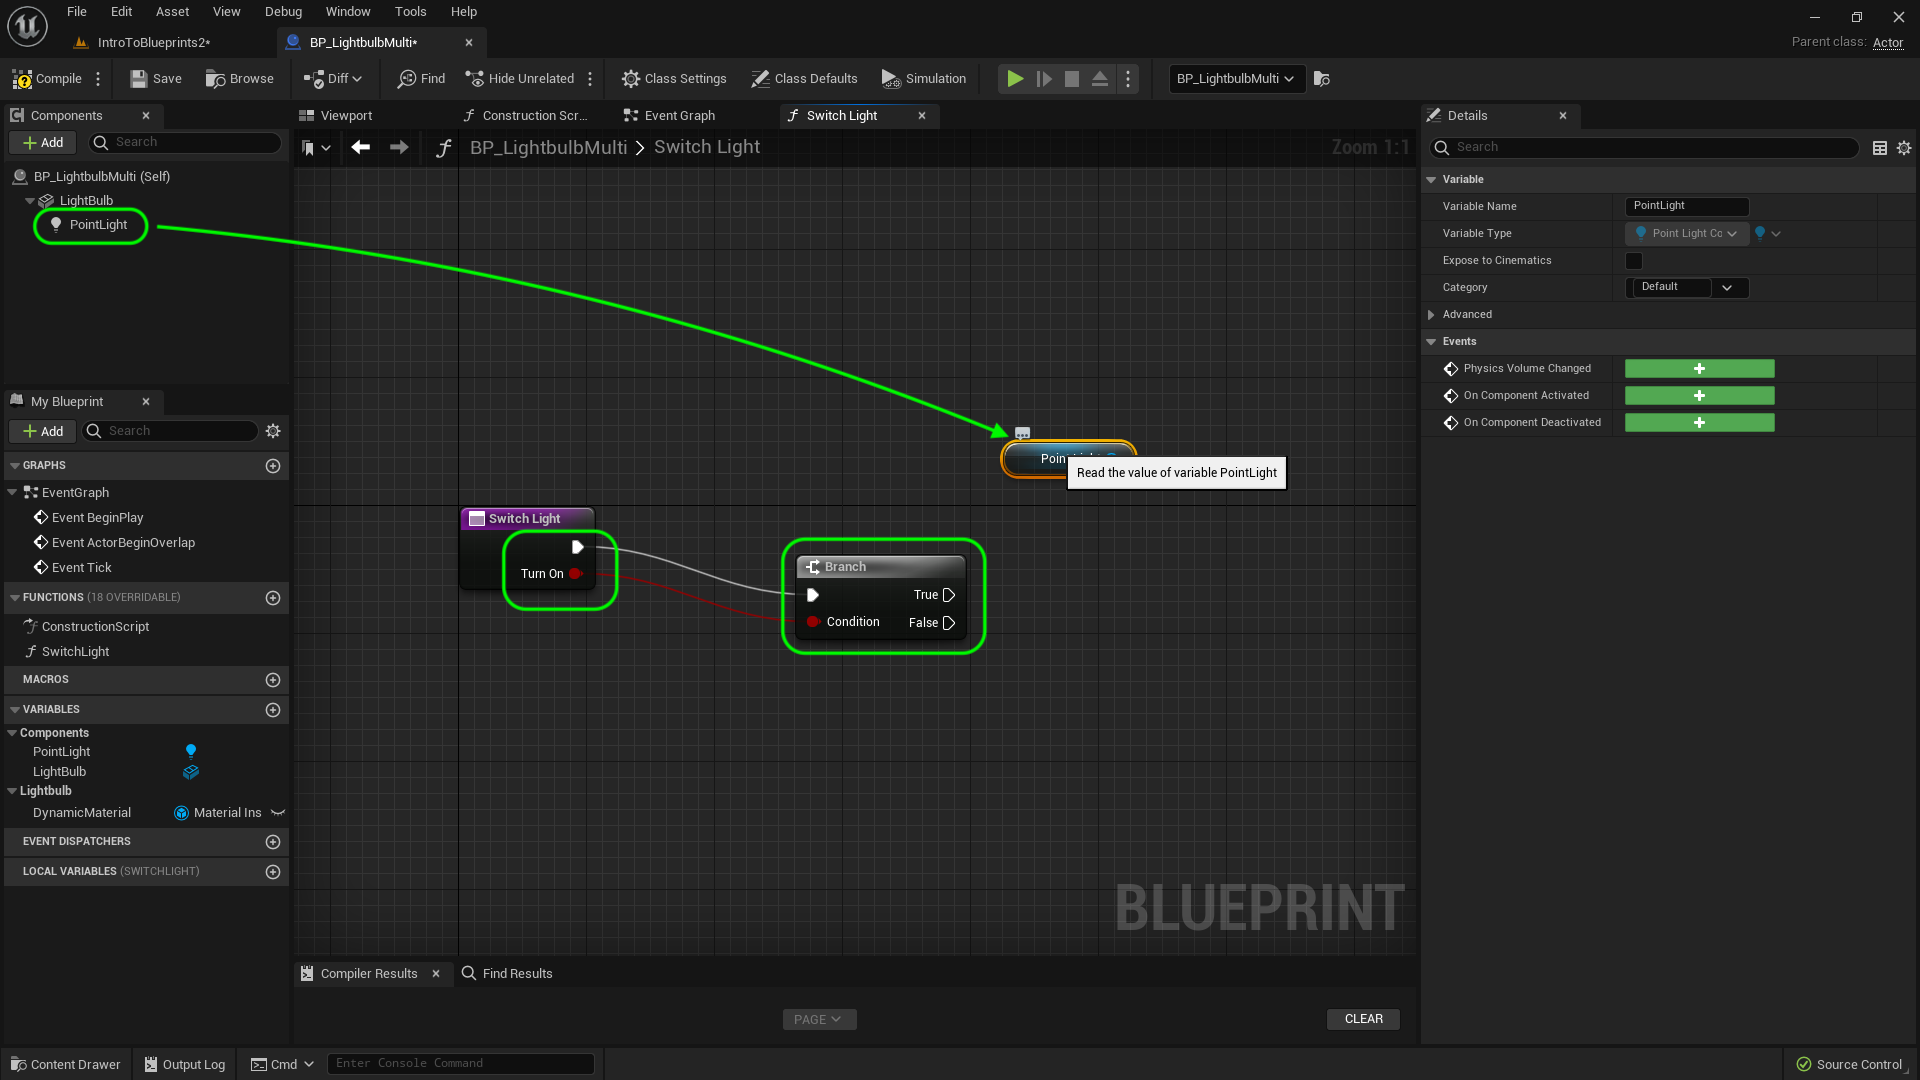 File Edit Asset View Debug Window Tools Help
IntroToBlueprints2*
BP_LightbulbMulti*
Parent class: Actor
Compile
Save
Browse
Diff
Find
Hide Unrelated
Class Settings
Class Defaults
Simulation
BP_LightbulbMulti
Components
Add
Search
BP_LightbulbMulti (Self)
LightBulb
PointLight
My Blueprint
Add
Search
GRAPHS
EventGraph
Event BeginPlay
Event ActorBeginOverlap
Event Tick
FUNCTIONS (18 OVERRIDABLE)
ConstructionScript
SwitchLight
MACROS
VARIABLES
Components
PointLight
LightBulb
Lightbulb
DynamicMaterial Material Ins
EVENT DISPATCHERS
LOCAL VARIABLES (SWITCHLIGHT)
Viewport
Construction Scr...
Event Graph
Switch Light
BP_LightbulbMulti > Switch Light
Zoom 1:1
Read the value of variable PointLight
Switch Light
Turn On
Branch
True
Condition False
BLUEPRINT
Compiler Results
Find Results
PAGE
CLEAR
Details
Search
Variable
Variable Name PointLight
Variable Type Point Light Co
Expose to Cinematics
Category Default
Advanced
Events
Physics Volume Changed
On Component Activated
On Component Deactivated
Content Drawer
Output Log
Cmd
Enter Console Command
Source Control